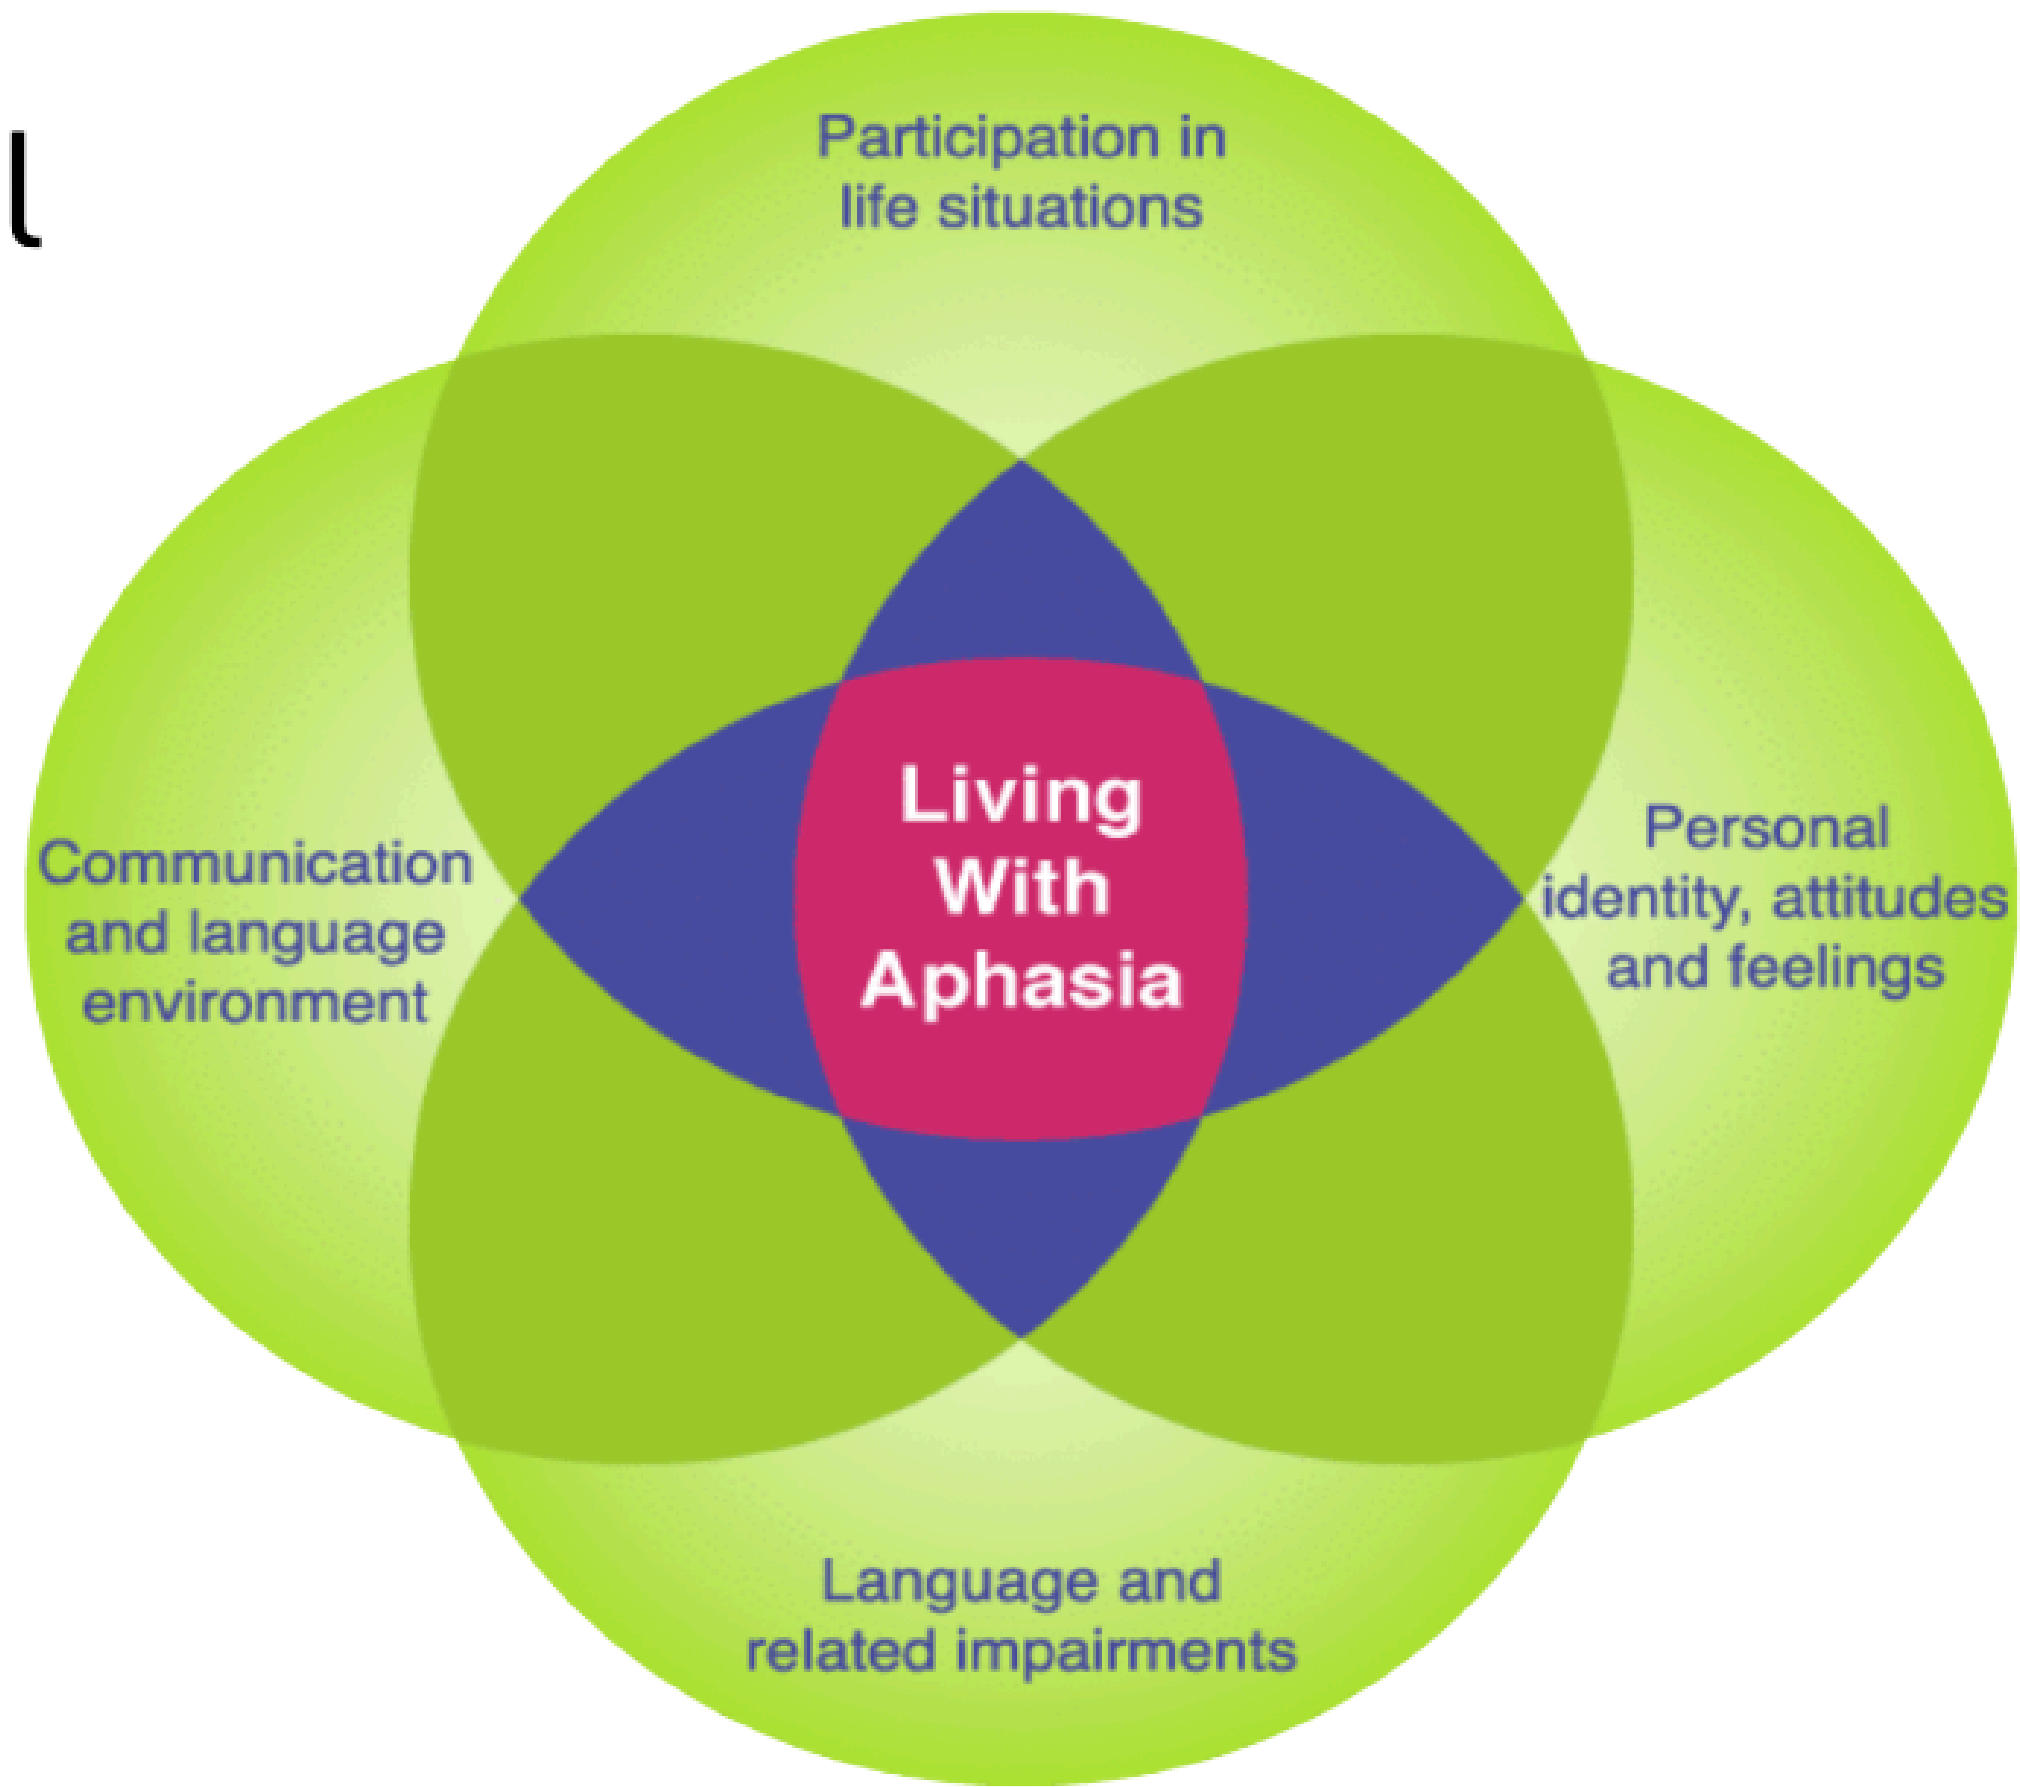 l
Participation in
life situations
Communication
and language
environment
Living
With
Aphasia
Personal
identity, attitudes
and feelings
Language and
related impairments